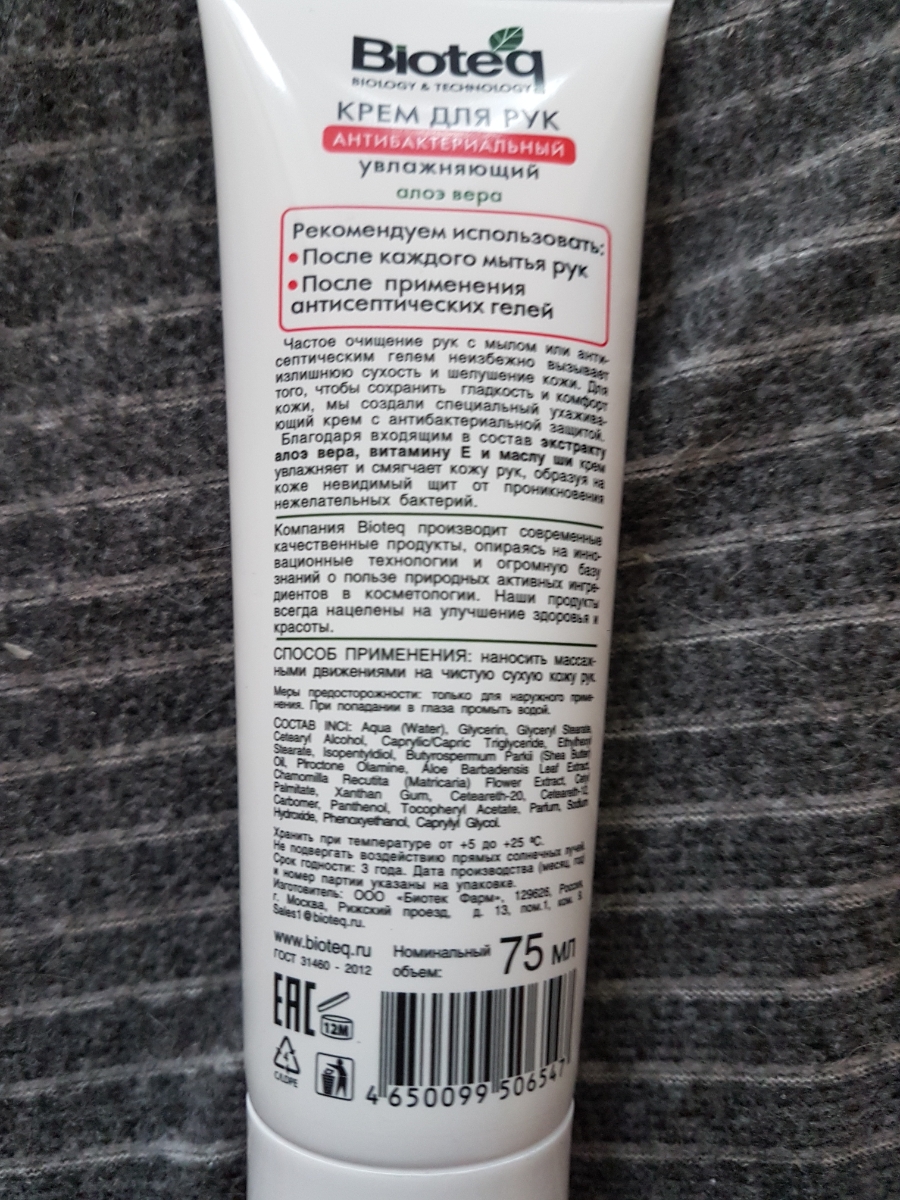 Bioteq
BIOLOGY & TECHNOLOGY
КРЕМ ДЛЯ РУК
АНТИБАКТЕРИАЛЬНЫЙ
увлажняющий
алоэ вера
Рекомендуем использовать:
• После каждого мытья рук
• После применения
антисептических гелей
Частое очищение рук с мылом или анти-
септическим гелем неизбежно вызывает
излишнюю сухость и шелушение кожи. Для
того, чтобы сохранить гладкость и комфорт
кожи, мы создали специальный ухажива-
ющий крем с антибактериальной защитой.
Благодаря входящим в состав экстракту
алоэ вера, витамину Е и маслу ши крем
увлажняет и смягчает кожу рук, образуя на
коже невидимый щит от проникновения
нежелательных бактерий.
Компания Bioteq производит современные
качественные продукты, опираясь на инно-
вационные технологии и огромную базу
знаний о пользе природных активных ингре-
диентов в косметологии. Наши продукты
всегда нацелены на улучшение здоровья и
красоты.
СПОСОБ ПРИМЕНЕНИЯ: наносить массаж-
ными движениями на чистую сухую кожу рук.
Меры предосторожности: только для наружного приме-
нения. При попадании в глаза промыть водой.
СОСТАВ INCI: Aqua (Water), Glycerin, Glyceryl Stearate,
Cetearyl Alcohol, Caprylic/Capric Triglyceride, Ethylhexyl
Stearate, Isopentyldiol, Butyrospermum Parkii (Shea Butter)
Oil, Piroctone Olamine, Aloe Barbadensis Leaf Extract,
Chamomilla Recutita (Matricaria) Flower Extract, Cetyl
Palmitate, Xanthan Gum, Ceteareth-20, Ceteareth-12,
Carbomer, Panthenol, Tocopheryl Acetate, Parfum, Sodium
Hydroxide, Phenoxyethanol, Caprylyl Glycol.
Хранить при температуре от +5 до +25 ºС.
Не подвергать воздействию прямых солнечных лучей.
Срок годности: 3 года. Дата производства (месяц, год)
и номер партии указаны на упаковке.
Изготовитель: ООО «Биотек Фарм», 129626, Россия,
г. Москва, Рижский проезд, д. 13, пом.1, ком. 9.
Sales1@bioteq.ru.
www.bioteq.ru
ГОСТ 31460 - 2012
Номинальный
объем: 75 мл
EAC
12M
4
C/LDPE
4 650099 506547